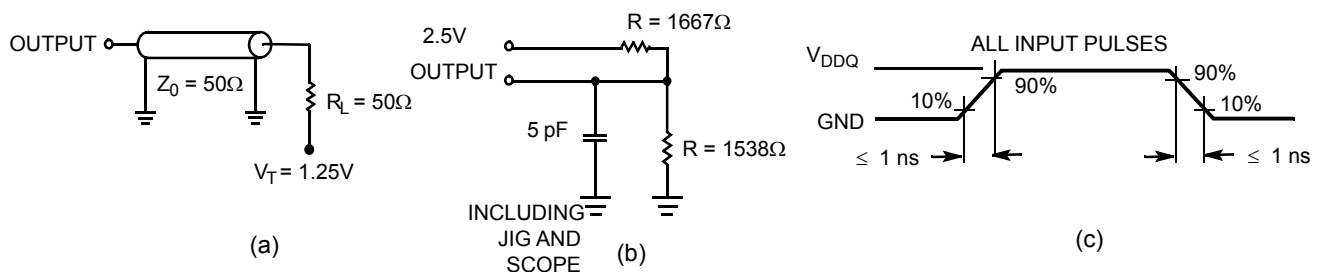 OUTPUT
Z0 = 50Ω
RL = 50Ω
VT = 1.25V
(a)
R = 1667Ω
2.5V
OUTPUT
5 pF
R = 1538Ω
INCLUDING
JIG AND
SCOPE
(b)
ALL INPUT PULSES
VDDQ
GND
10%
90%
90%
10%
≤ 1 ns
≤ 1 ns
(c)